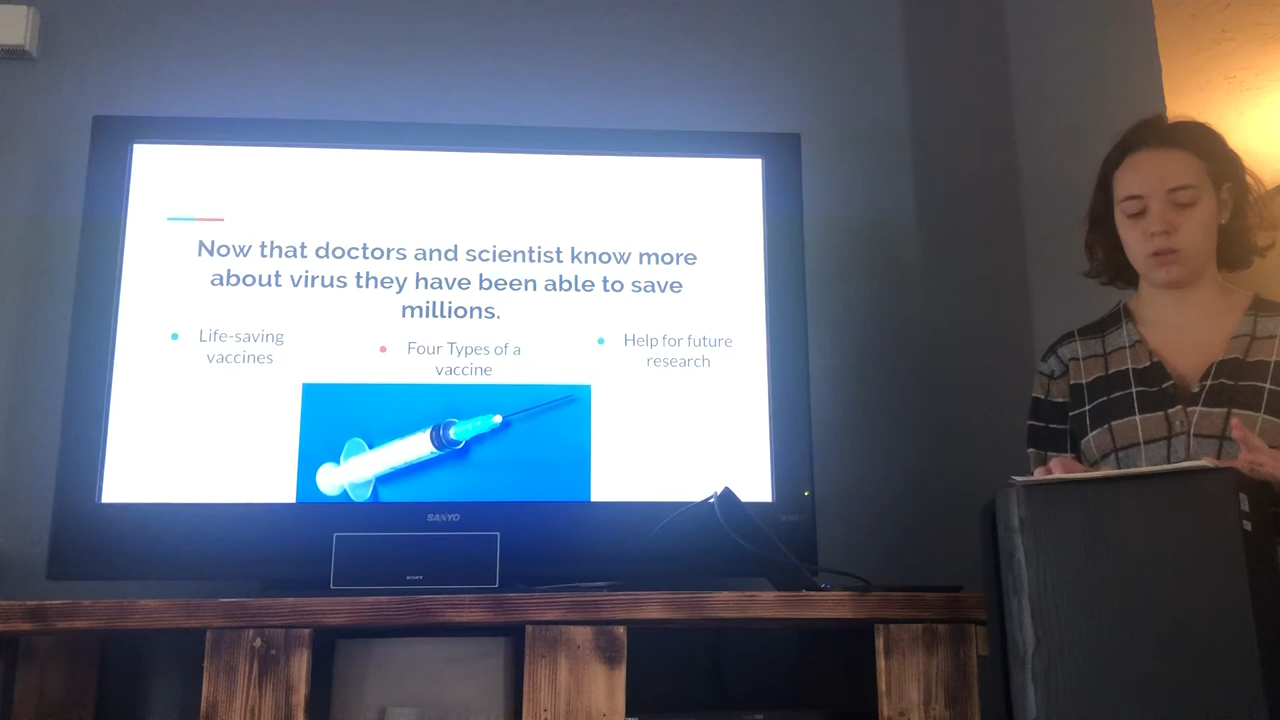 Now that doctors and scientist know more
about virus they have been able to save
millions.
Life-saving
vaccines
Four Types of a
vaccine
Help for future
research
SANYO
SONY